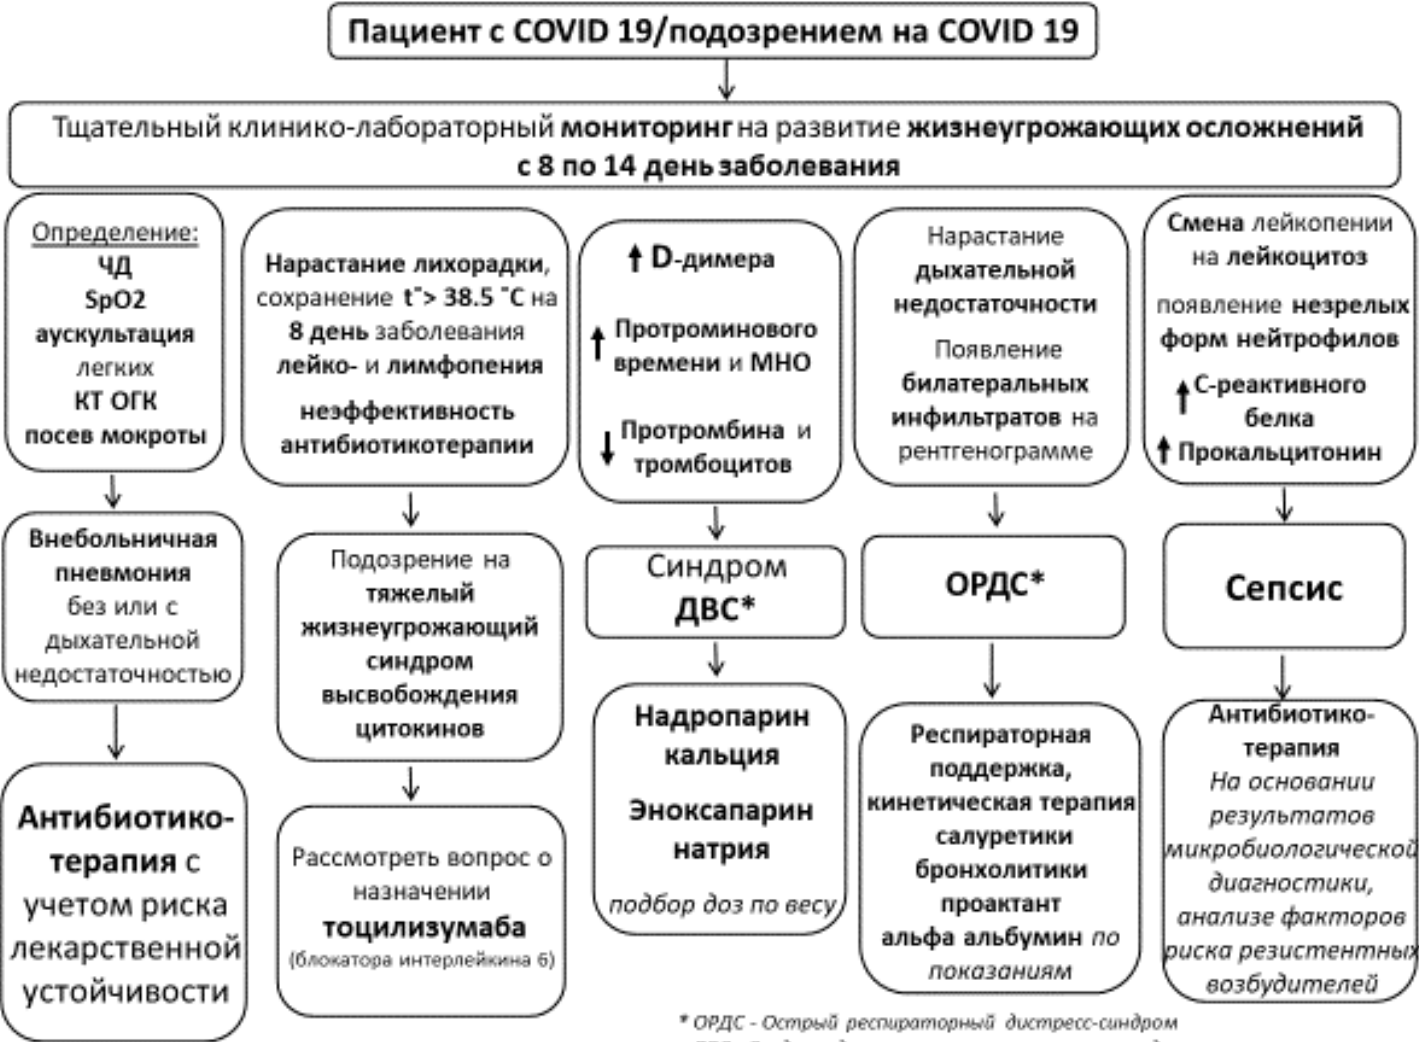 Пациент с COVID 19/подозрением на COVID 19
Тщательный клинико-лабораторный мониторинг на развитие жизнеугрожающих осложнений
с 8 по 14 день заболевания
Определение:
ЧД
SpO2
аускультация
легких
КТ ОГК
посев мокроты
Внебольничная
пневмония
без или с
дыхательной
недостаточностью
Антибиотико-
терапия с
учетом риска
лекарственной
устойчивости
Нарастание лихорадки,
сохранение t˚> 38.5 ˚C на
8 день заболевания
лейко- и лимфопения
неэффективность
антибиотикотерапии
Подозрение на
тяжелый
жизнеугрожающий
синдром
высвобождения
цитокинов
Рассмотреть вопрос о
назначении
тоцилизумаба
(блокатора интерлейкина 6)
↑ D-димера
↑ Протроминового
времени и МНО
↓ Протромбина и
тромбоцитов
Синдром
ДВС*
Надропарин
кальция
Эноксапарин
натрия
подбор доз по весу
Нарастание
дыхательной
недостаточности
Появление
билатеральных
инфильтратов на
рентгенограмме
ОРДС*
Респираторная
поддержка,
кинетическая терапия
салуретики
бронхолитики
проактант
альфа альбумин по
показаниям
Смена лейкопении
на лейкоцитоз
появление незрелых
форм нейтрофилов
↑ С-реактивного
белка
↑ Прокальцитонин
Сепсис
Антибиотико-
терапия
На основании
результатов
микробиологической
диагностики,
анализе факторов
риска резистентных
возбудителей
* ОРДС - Острый респираторный дистресс-синдром